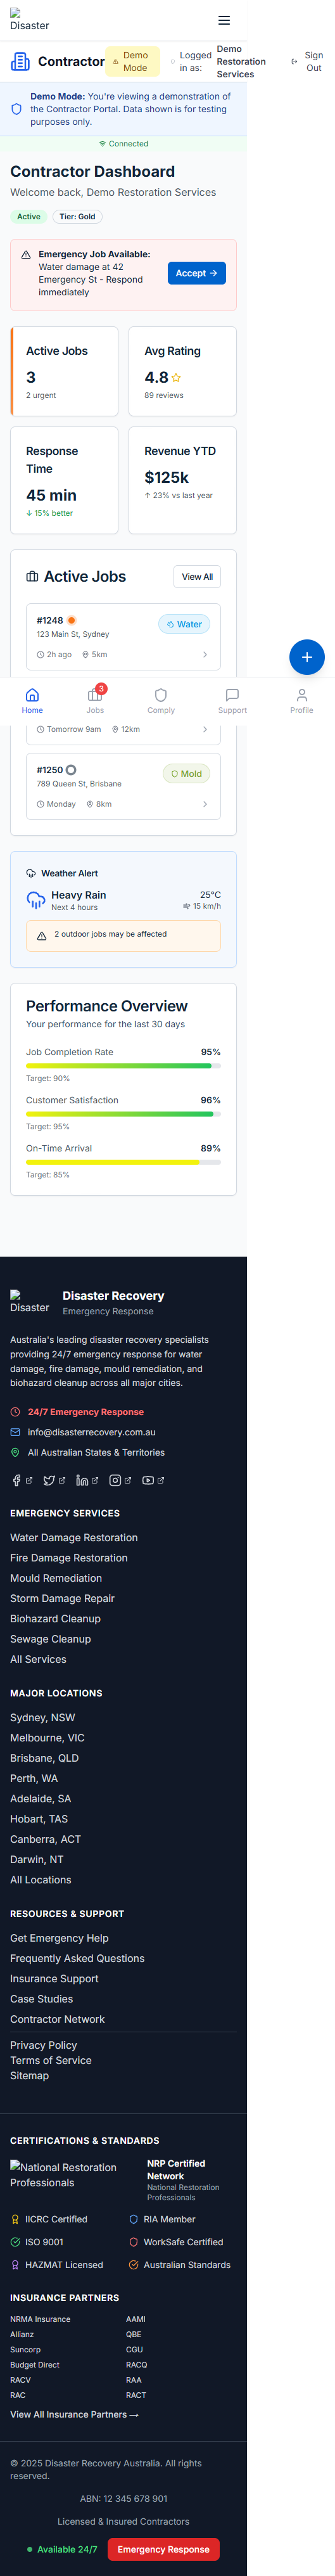 Disaster
Contractor
Demo
Mode
Logged
in as:
Demo
Restoration
Services
Sign
Out
Demo Mode: You're viewing a demonstration of
the Contractor Portal. Data shown is for testing
purposes only.
Connected
Contractor Dashboard
Welcome back, Demo Restoration Services
Active
Tier: Gold
Emergency Job Available:
Water damage at 42
Emergency St - Respond
immediately
Accept →
Active Jobs
3
2 urgent
Avg Rating
4.8
89 reviews
Response
Time
45 min
↓ 15% better
Revenue YTD
$125k
↑ 23% vs last year
Active Jobs
View All
#1248
Water
123 Main St, Sydney
2h ago
5km
Home
3
Jobs
Comply
Support
Profile
Tomorrow 9am
12km
#1250
Mold
789 Queen St, Brisbane
Monday
8km
Weather Alert
Heavy Rain
Next 4 hours
25°C
15 km/h
2 outdoor jobs may be affected
Performance Overview
Your performance for the last 30 days
Job Completion Rate
95%
Target: 90%
Customer Satisfaction
96%
Target: 95%
On-Time Arrival
89%
Target: 85%
Disaster
Disaster Recovery
Emergency Response
Australia's leading disaster recovery specialists
providing 24/7 emergency response for water
damage, fire damage, mould remediation, and
biohazard cleanup across all major cities.
24/7 Emergency Response
info@disasterrecovery.com.au
All Australian States & Territories
EMERGENCY SERVICES
Water Damage Restoration
Fire Damage Restoration
Mould Remediation
Storm Damage Repair
Biohazard Cleanup
Sewage Cleanup
All Services
MAJOR LOCATIONS
Sydney, NSW
Melbourne, VIC
Brisbane, QLD
Perth, WA
Adelaide, SA
Hobart, TAS
Canberra, ACT
Darwin, NT
All Locations
RESOURCES & SUPPORT
Get Emergency Help
Frequently Asked Questions
Insurance Support
Case Studies
Contractor Network
Privacy Policy
Terms of Service
Sitemap
CERTIFICATIONS & STANDARDS
National Restoration
Professionals
NRP Certified
Network
National Restoration
Professionals
IICRC Certified
RIA Member
ISO 9001
WorkSafe Certified
HAZMAT Licensed
Australian Standards
INSURANCE PARTNERS
NRMA Insurance
AAMI
Allianz
QBE
Suncorp
CGU
Budget Direct
RACQ
RACV
RAA
RAC
RACT
View All Insurance Partners →
© 2025 Disaster Recovery Australia. All rights
reserved.
ABN: 12 345 678 901
Licensed & Insured Contractors
Available 24/7
Emergency Response